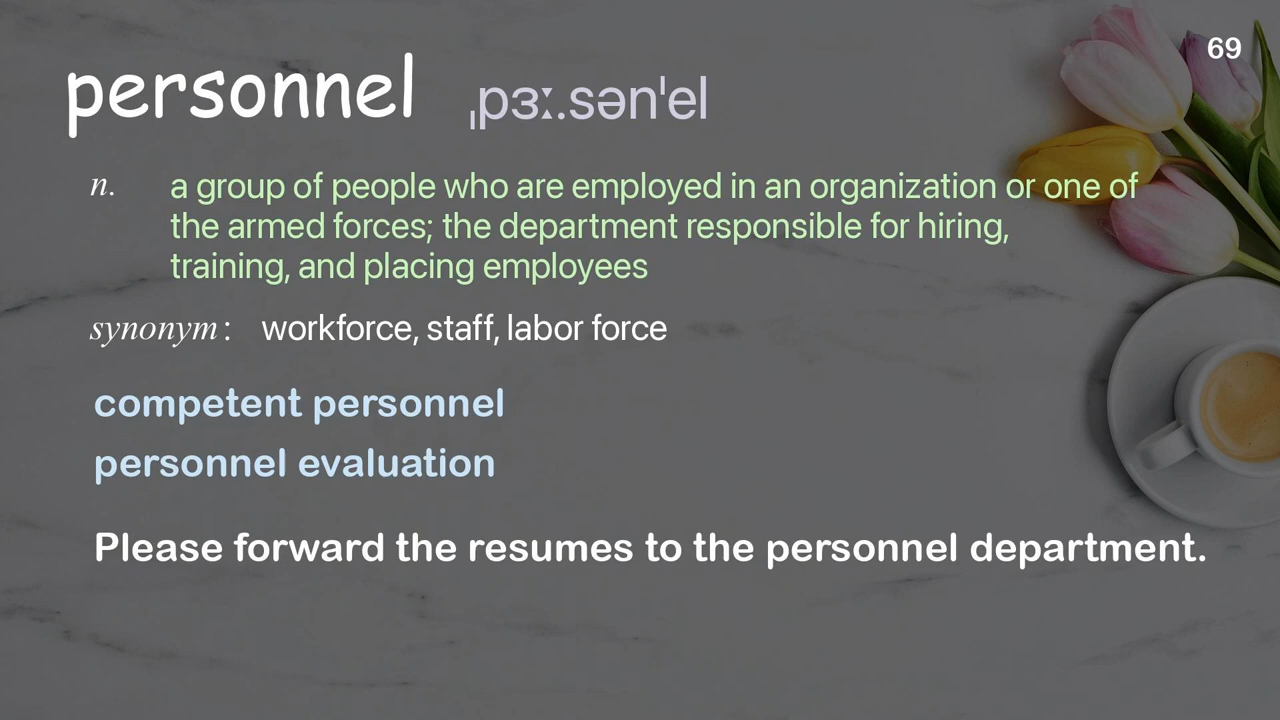 69
personnel ˌpɜː.sənˈel
n. a group of people who are employed in an organization or one of
the armed forces; the department responsible for hiring,
training, and placing employees
synonym: workforce, staff, labor force
competent personnel
personnel evaluation
Please forward the resumes to the personnel department.